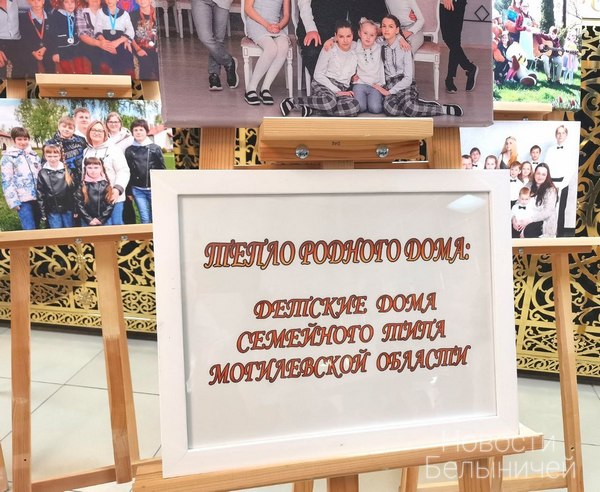 ТЕПЛО РОДНОГО ДОМА:
ДЕТСКИЕ ДОМА
СЕМЕЙНОГО ТИПА
МОГИЛЕВСКОЙ ОБЛАСТИ
Новости
Белыничей